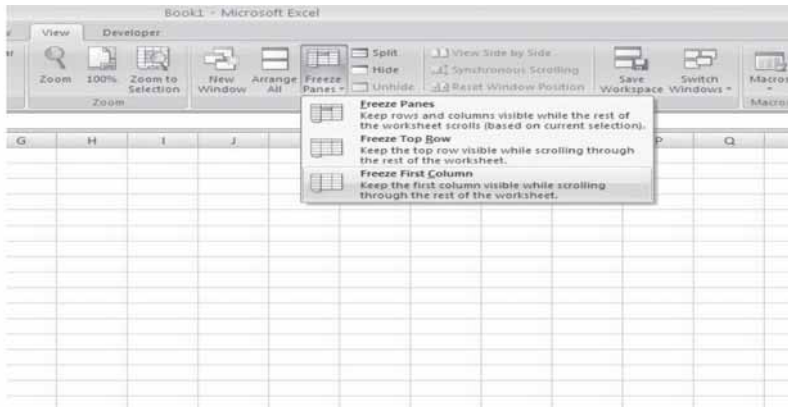 Book1 - Microsoft Excel
View Developer
Zoom 100% Zoom to Selection New Window Arrange All Freeze Panes Split Hide Unhide View Side by Side Synchronous Scrolling Reset Window Position Save Workspace Switch Windows Macros
Zoom Macros
Freeze Panes
Keep rows and columns visible while the rest of
the worksheet scrolls (based on current selection).
Freeze Top Row
Keep the top row visible while scrolling through
the rest of the worksheet.
Freeze First Column
Keep the first column visible while scrolling
through the rest of the worksheet.
G H I J P Q